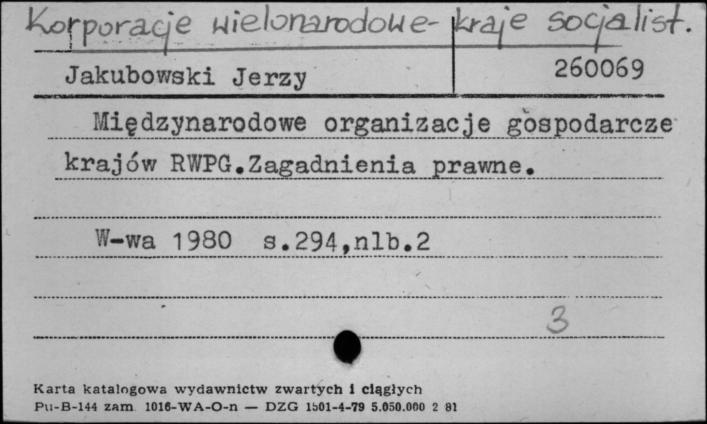 Korporacje wielonarodowe- kraje socjalist.
Jakubowski Jerzy 260069
Międzynarodowe organizacje gospodarcze
krajów RWPG.Zagadnienia prawne.
W-wa 1980 s.294,nlb.2
3
Karta katalogowa wydawnictw zwartych i ciągłych
Pu-B-144 zam. 1016-WA-O-n — DZG 1501-4-79 5.050.000 2 81